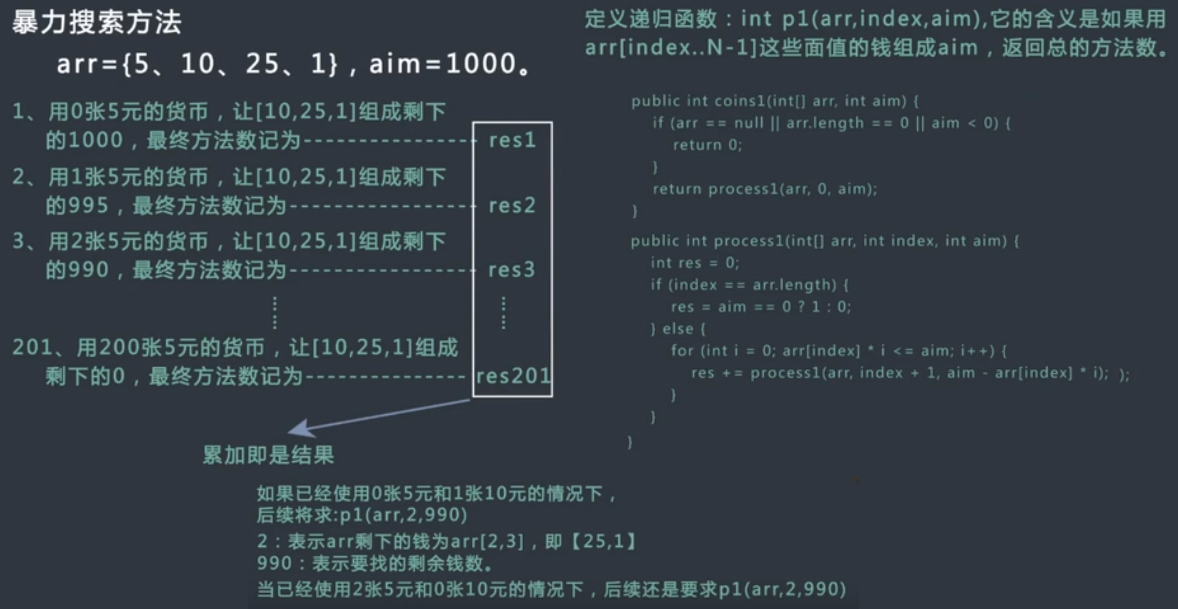 暴力搜索方法
arr={5、10、25、1}，aim=1000。
1、用0张5元的货币，让[10,25,1]组成剩下
的1000，最终方法数记为---------------- res1
2、用1张5元的货币，让[10,25,1]组成剩下
的995，最终方法数记为----------------- res2
3、用2张5元的货币，让[10,25,1]组成剩下
的990，最终方法数记为----------------- res3
201、用200张5元的货币，让[10,25,1]组成
剩下的0，最终方法数记为--------------- res201
累加即是结果
如果已经使用0张5元和1张10元的情况下，
后续将求:p1(arr,2,990)
2：表示arr剩下的钱为arr[2,3]，即【25,1】
990：表示要找的剩余钱数。
当已经使用2张5元和0张10元的情况下，后续还是要求p1(arr,2,990)
定义递归函数：int p1(arr,index,aim),它的含义是如果用
arr[index..N-1]这些面值的钱组成aim，返回总的方法数。
public int coins1(int[] arr, int aim) {
if (arr == null || arr.length == 0 || aim < 0) {
return 0;
}
return process1(arr, 0, aim);
}
public int process1(int[] arr, int index, int aim) {
int res = 0;
if (index == arr.length) {
res = aim == 0 ? 1 : 0;
} else {
for (int i = 0; arr[index] * i <= aim; i++) {
res += process1(arr, index + 1, aim - arr[index] * i); );
}
}
}